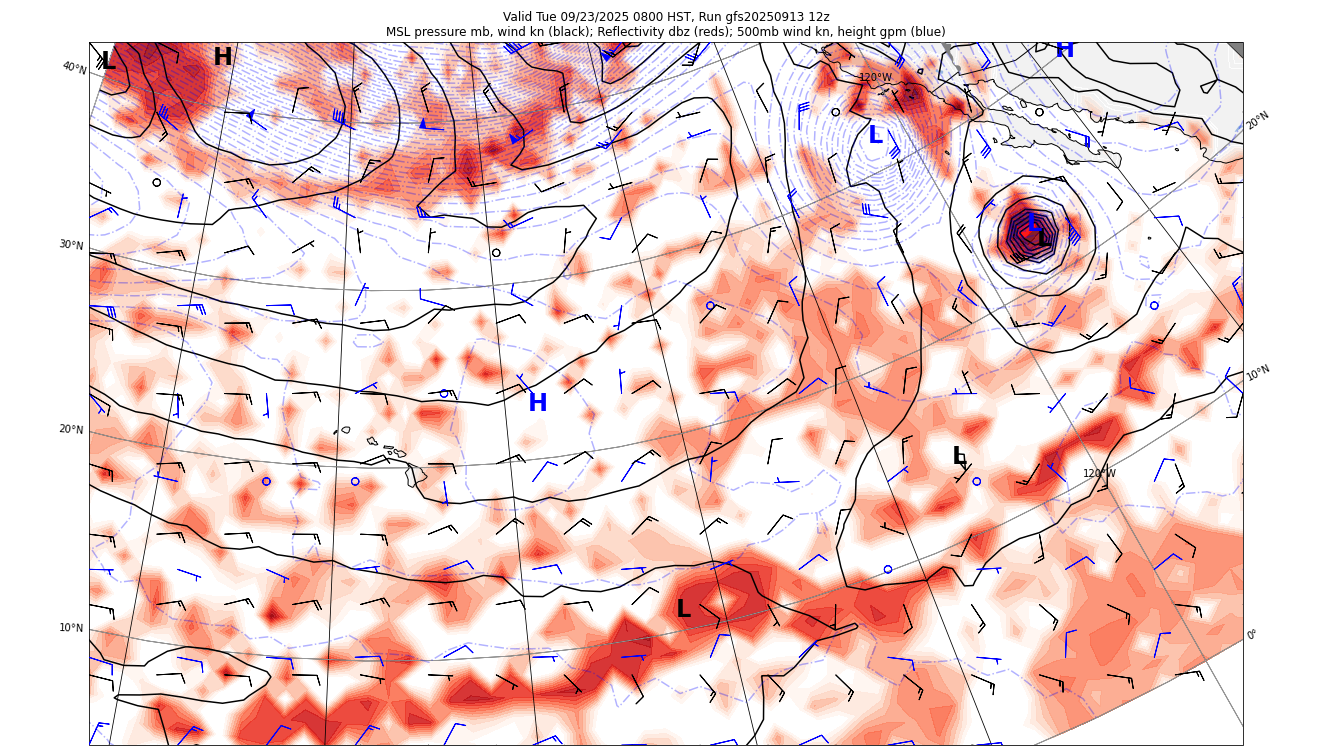 Valid Tue 09/23/2025 0800 HST, Run gfs20250913 12z
MSL pressure mb, wind kn (black); Reflectivity dbz (reds); 500mb wind kn, height gpm (blue)
L
H
H
40°N
120°W
20°N
L
L
L
30°N
10°N
H
20°N
L
120°W
L
10°N
0°